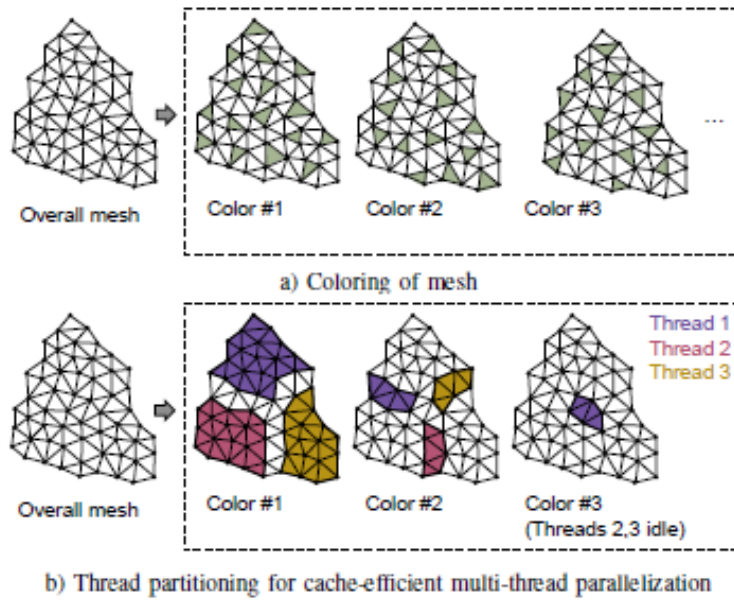 Overall mesh
Color #1
Color #2
Color #3
...
a) Coloring of mesh
Thread 1
Thread 2
Thread 3
Overall mesh
Color #1
Color #2
Color #3
(Threads 2,3 idle)
b) Thread partitioning for cache-efficient multi-thread parallelization